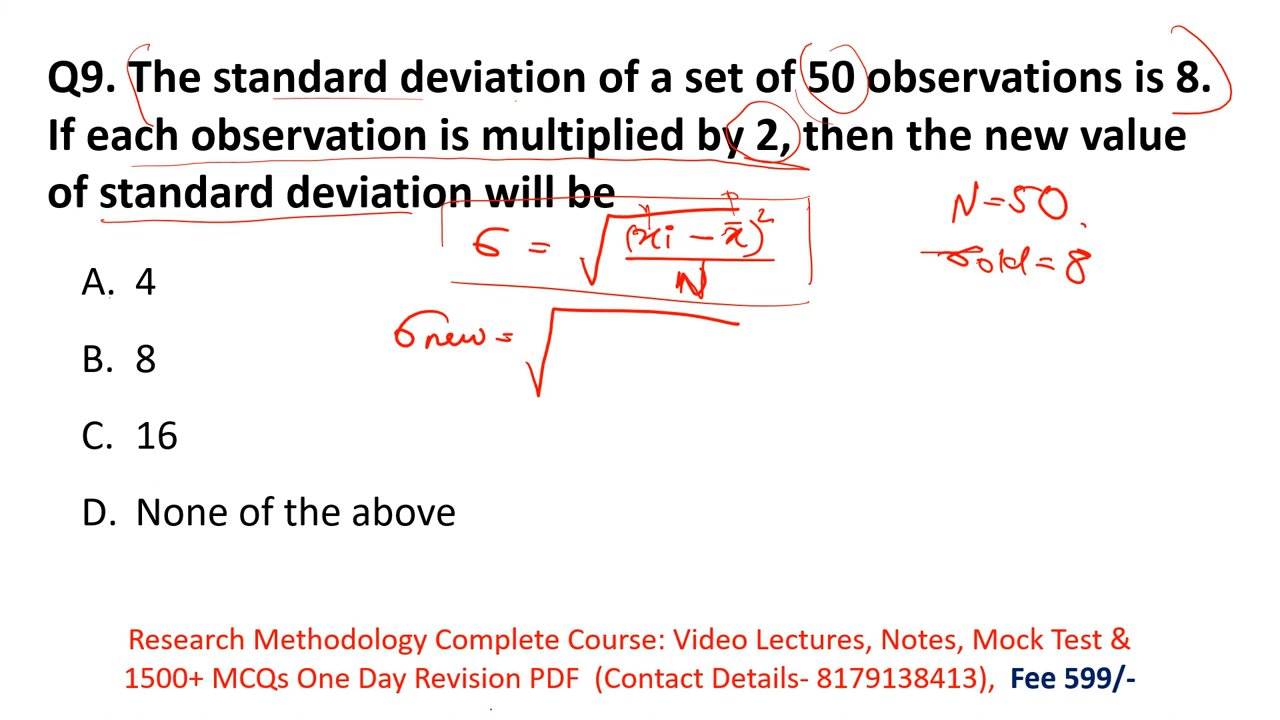 Q9. The standard deviation of a set of 50 observations is 8.
If each observation is multiplied by 2, then the new value
of standard deviation will be
N=50.
σ = √(xi – x̄)²/N
σold = 8
A. 4
σnew = √
B. 8
C. 16
D. None of the above
Research Methodology Complete Course: Video Lectures, Notes, Mock Test &
1500+ MCQs One Day Revision PDF (Contact Details- 8179138413), Fee 599/-